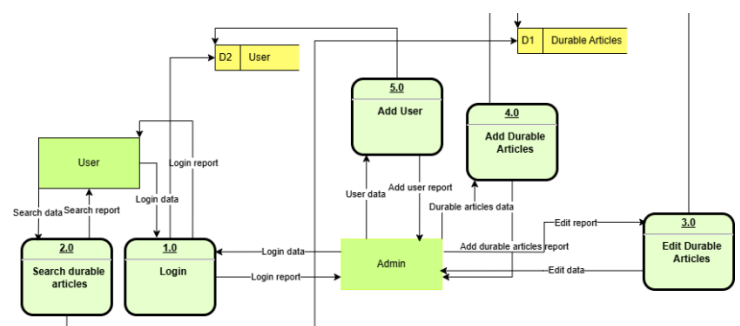 D2
User
D1
Durable Articles
5.0
Add User
4.0
Add Durable
Articles
User
Login report
User data
Add user report
Durable articles data
Login data
Search data
Search report
Edit report
3.0
Edit Durable
Articles
2.0
Search durable
articles
1.0
Login
Login data
Add durable articles report
Admin
Login report
Edit data